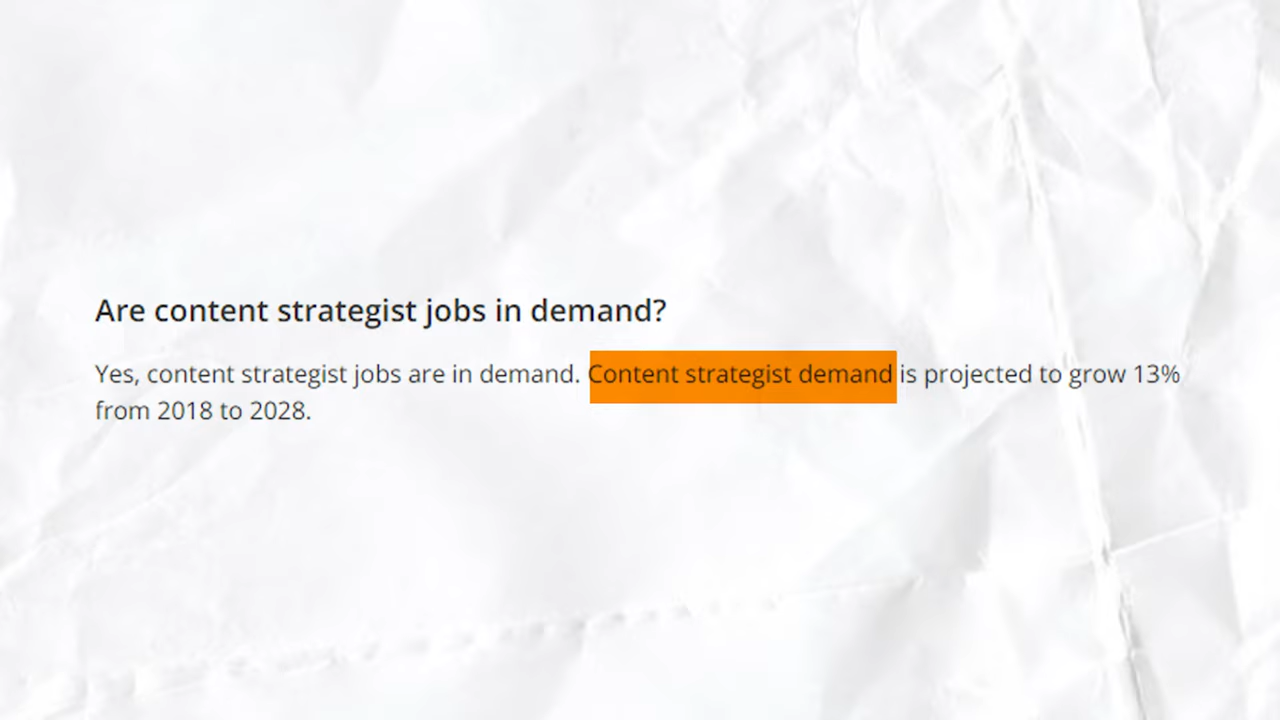 Are content strategist jobs in demand?
Yes, content strategist jobs are in demand. Content strategist demand is projected to grow 13%
from 2018 to 2028.